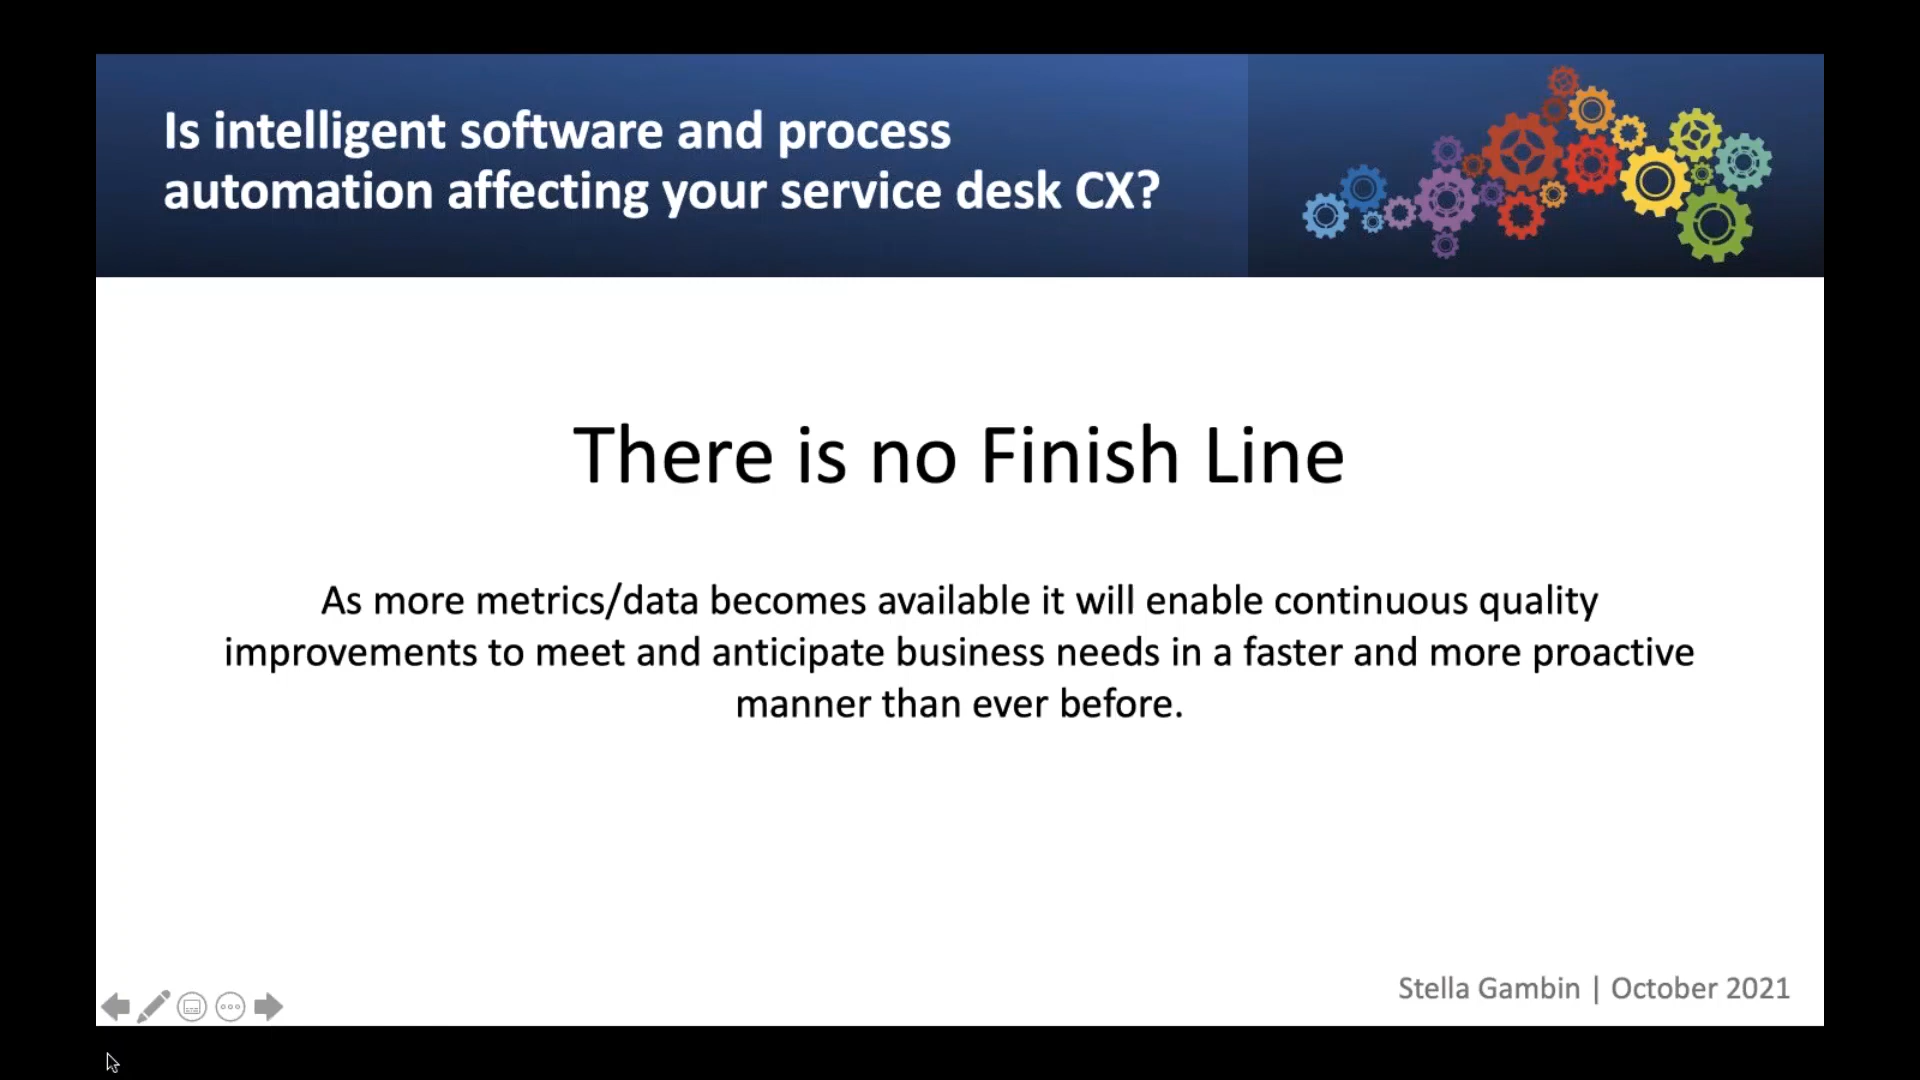 Is intelligent software and process
automation affecting your service desk CX?
There is no Finish Line
As more metrics/data becomes available it will enable continuous quality
improvements to meet and anticipate business needs in a faster and more proactive
manner than ever before.
Stella Gambin | October 2021